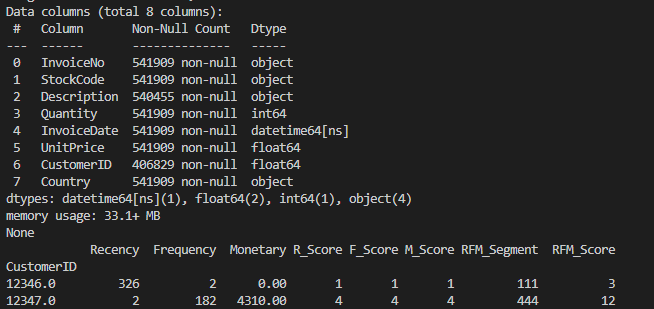 Data columns (total 8 columns):
 #   Column       Non-Null Count   Dtype
---  ------       --------------   -----
 0   InvoiceNo    541909 non-null  object
 1   StockCode    541909 non-null  object
 2   Description  540455 non-null  object
 3   Quantity     541909 non-null  int64
 4   InvoiceDate  541909 non-null  datetime64[ns]
 5   UnitPrice    541909 non-null  float64
 6   CustomerID   406829 non-null  float64
 7   Country      541909 non-null  object
dtypes: datetime64[ns](1), float64(2), int64(1), object(4)
memory usage: 33.1+ MB
None
            Recency  Frequency  Monetary R_Score F_Score M_Score RFM_Segment  RFM_Score
CustomerID
12346.0         326          2      0.00       1       1       1         111          3
12347.0           2        182   4310.00       4       4       4         444         12